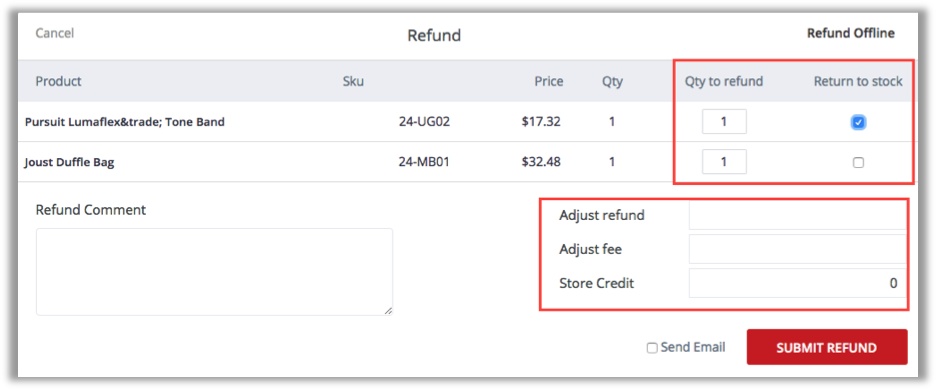 Cancel Refund Refund Offline
Product Sku Price Qty Qty to refund Return to stock
Pursuit Lumaflex&trade; Tone Band 24-UG02 $17.32 1 1
Joust Duffle Bag 24-MB01 $32.48 1 1
Refund Comment
Adjust refund
Adjust fee
Store Credit 0
Send Email SUBMIT REFUND